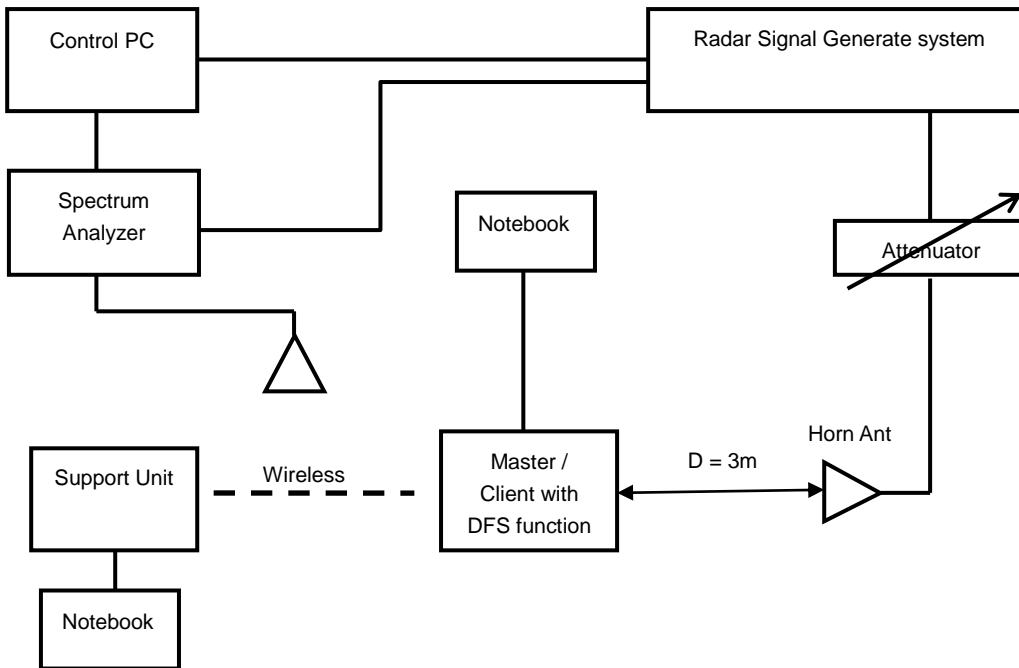 Control PC
Radar Signal Generate system
Spectrum
Analyzer
Notebook
Attenuator
Horn Ant
Support Unit
Wireless
Master /
Client with
DFS function
D = 3m
Notebook